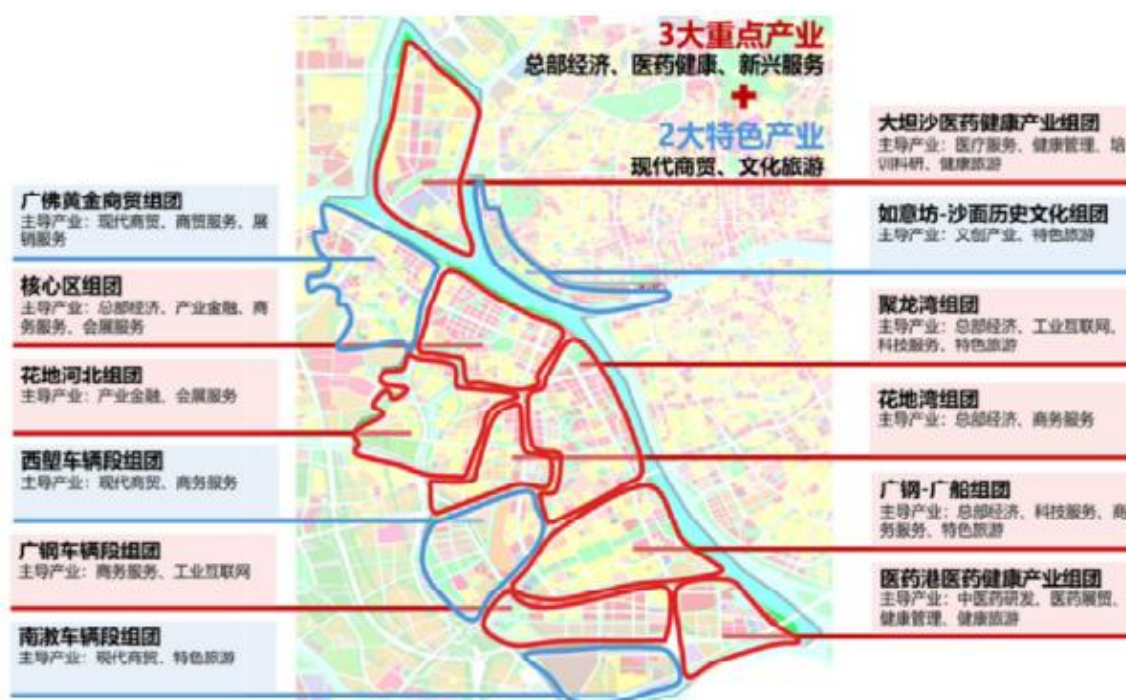 3大重点产业
总部经济、医药健康、新兴服务
+
2大特色产业
现代商贸、文化旅游
广佛黄金商贸组团
主导产业：现代商贸、商贸服务、展
销服务
核心区组团
主导产业：总部经济、产业金融、商
务服务、会展服务
花地河北组团
主导产业：产业金融、会展服务
西塱车辆段组团
主导产业：现代商贸、商务服务
广钢车辆段组团
主导产业：商务服务、工业互联网
南漖车辆段组团
主导产业：现代商贸、特色旅游
大坦沙医药健康产业组团
主导产业：医疗服务、健康管理、培
训科研、健康旅游
如意坊-沙面历史文化组团
主导产业：文创产业、特色旅游
聚龙湾组团
主导产业：总部经济、工业互联网、
科技服务、特色旅游
花地湾组团
主导产业：总部经济、商务服务
广钢-广船组团
主导产业：总部经济、科技服务、商
务服务、特色旅游
医药港医药健康产业组团
主导产业：中医药研发、医药展贸、
健康管理、健康旅游